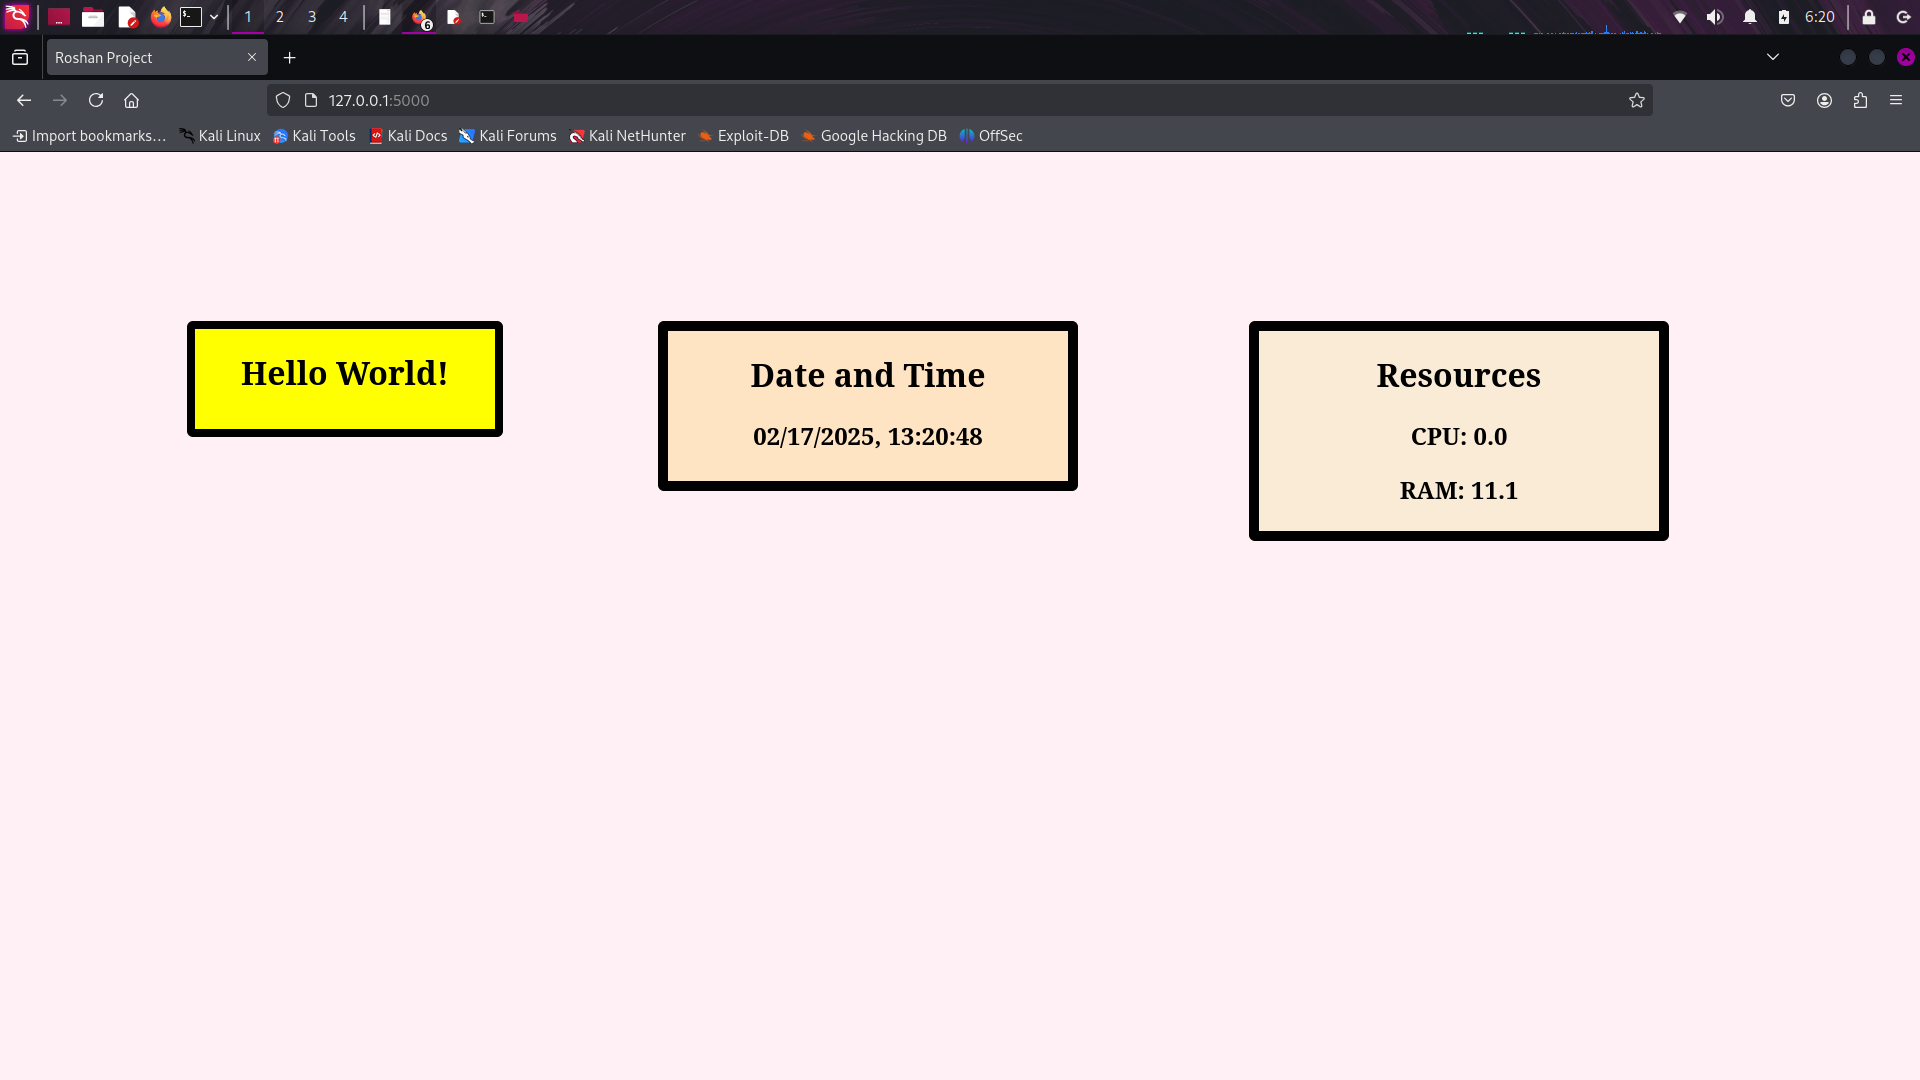 1 2 3 4
6
6:20
Roshan Project
127.0.0.1:5000
Import bookmarks... Kali Linux Kali Tools Kali Docs Kali Forums Kali NetHunter Exploit-DB Google Hacking DB OffSec
Hello World!
Date and Time
02/17/2025, 13:20:48
Resources
CPU: 0.0
RAM: 11.1